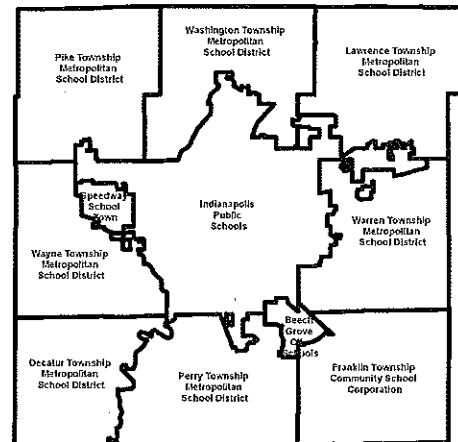 Washington Township
Metropolitan
School District
Pike Township
Metropolitan
School District
Lawrence Township
Metropolitan
School District
Speedway
School
Town
Indianapolis
Public
Schools
Warren Township
Metropolitan
School District
Wayne Township
Metropolitan
School District
Beech
Grove
City
Schools
Decatur Township
Metropolitan
School District
Perry Township
Metropolitan
School District
Franklin Township
Community School
Corporation